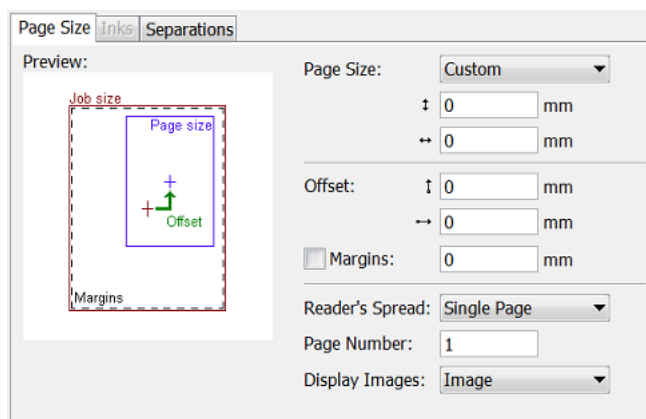 Page Size Inks Separations
Preview:
Job size
Page size
Offset
Margins
Page Size: Custom
0 mm
0 mm
Offset: 0 mm
0 mm
Margins: 0 mm
Reader's Spread: Single Page
Page Number: 1
Display Images: Image